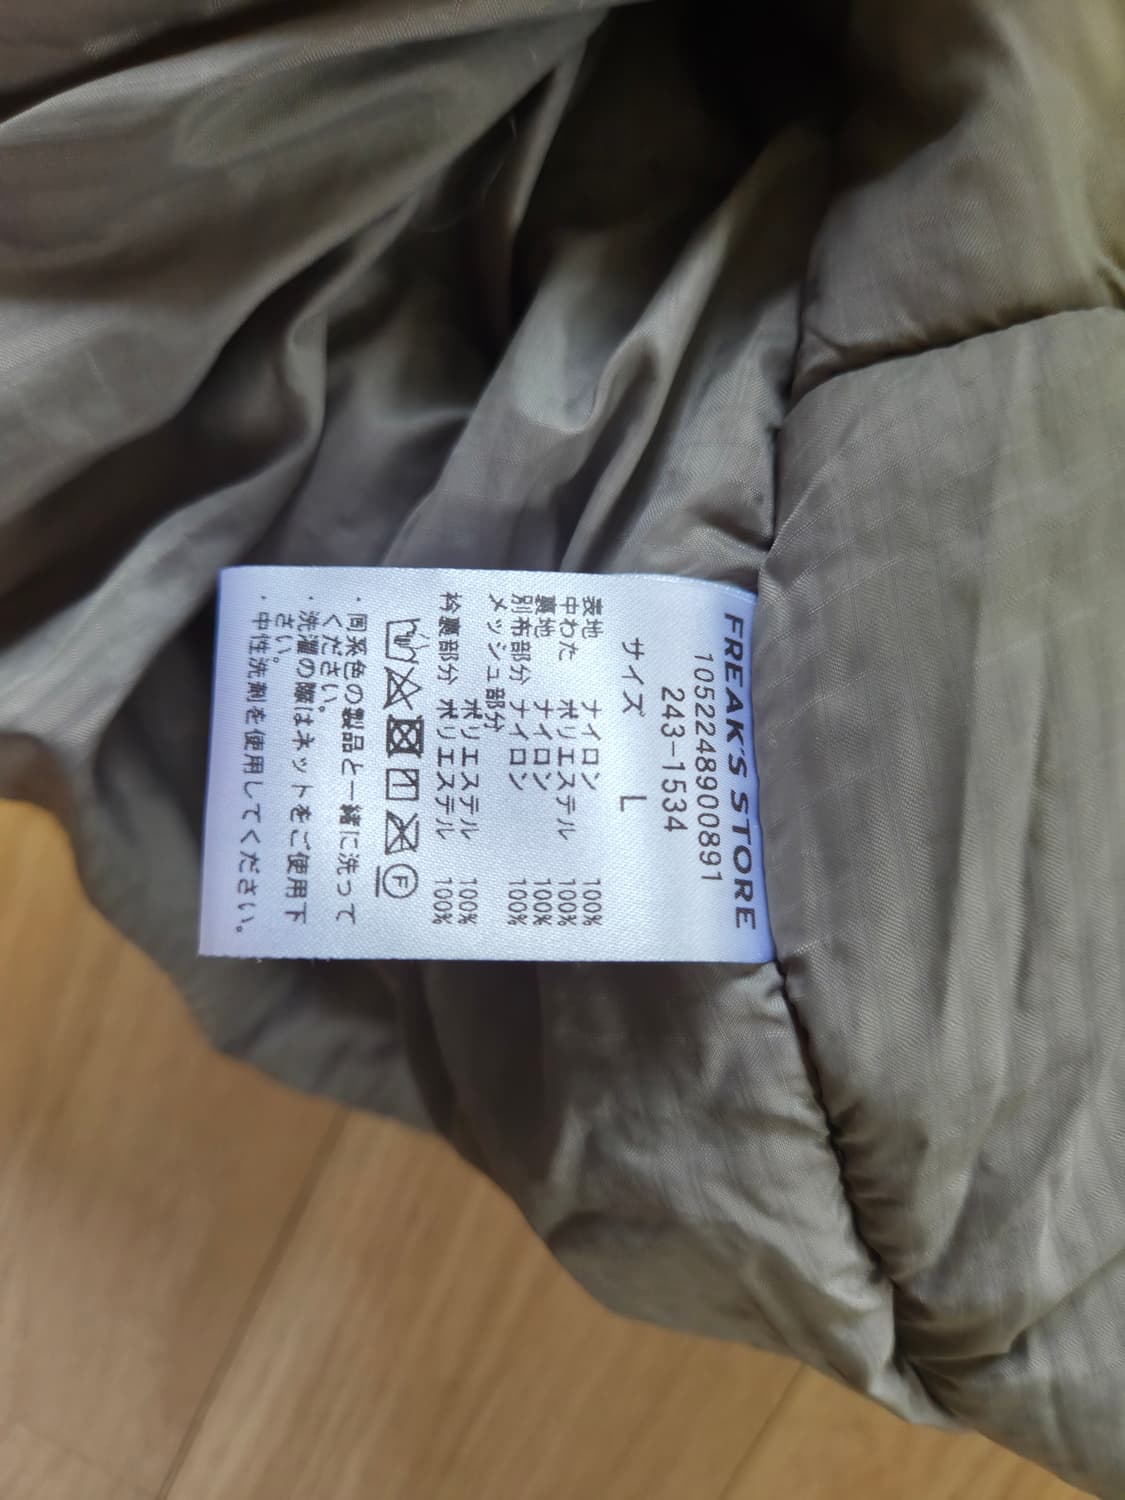 FREAK'S STORE
1052248900891
243-1534
サイズ L
表地 ナイロン 100%
中わた ポリエステル 100%
裏地 ナイロン 100%
別布部分 ナイロン 100%
メッシュ部分
ポリエステル 100%
衿裏部分 ポリエステル 100%
F
・同系色の製品と一緒に洗って
ください。
・洗濯の際はネットをご使用下
さい。
・中性洗剤を使用してください。